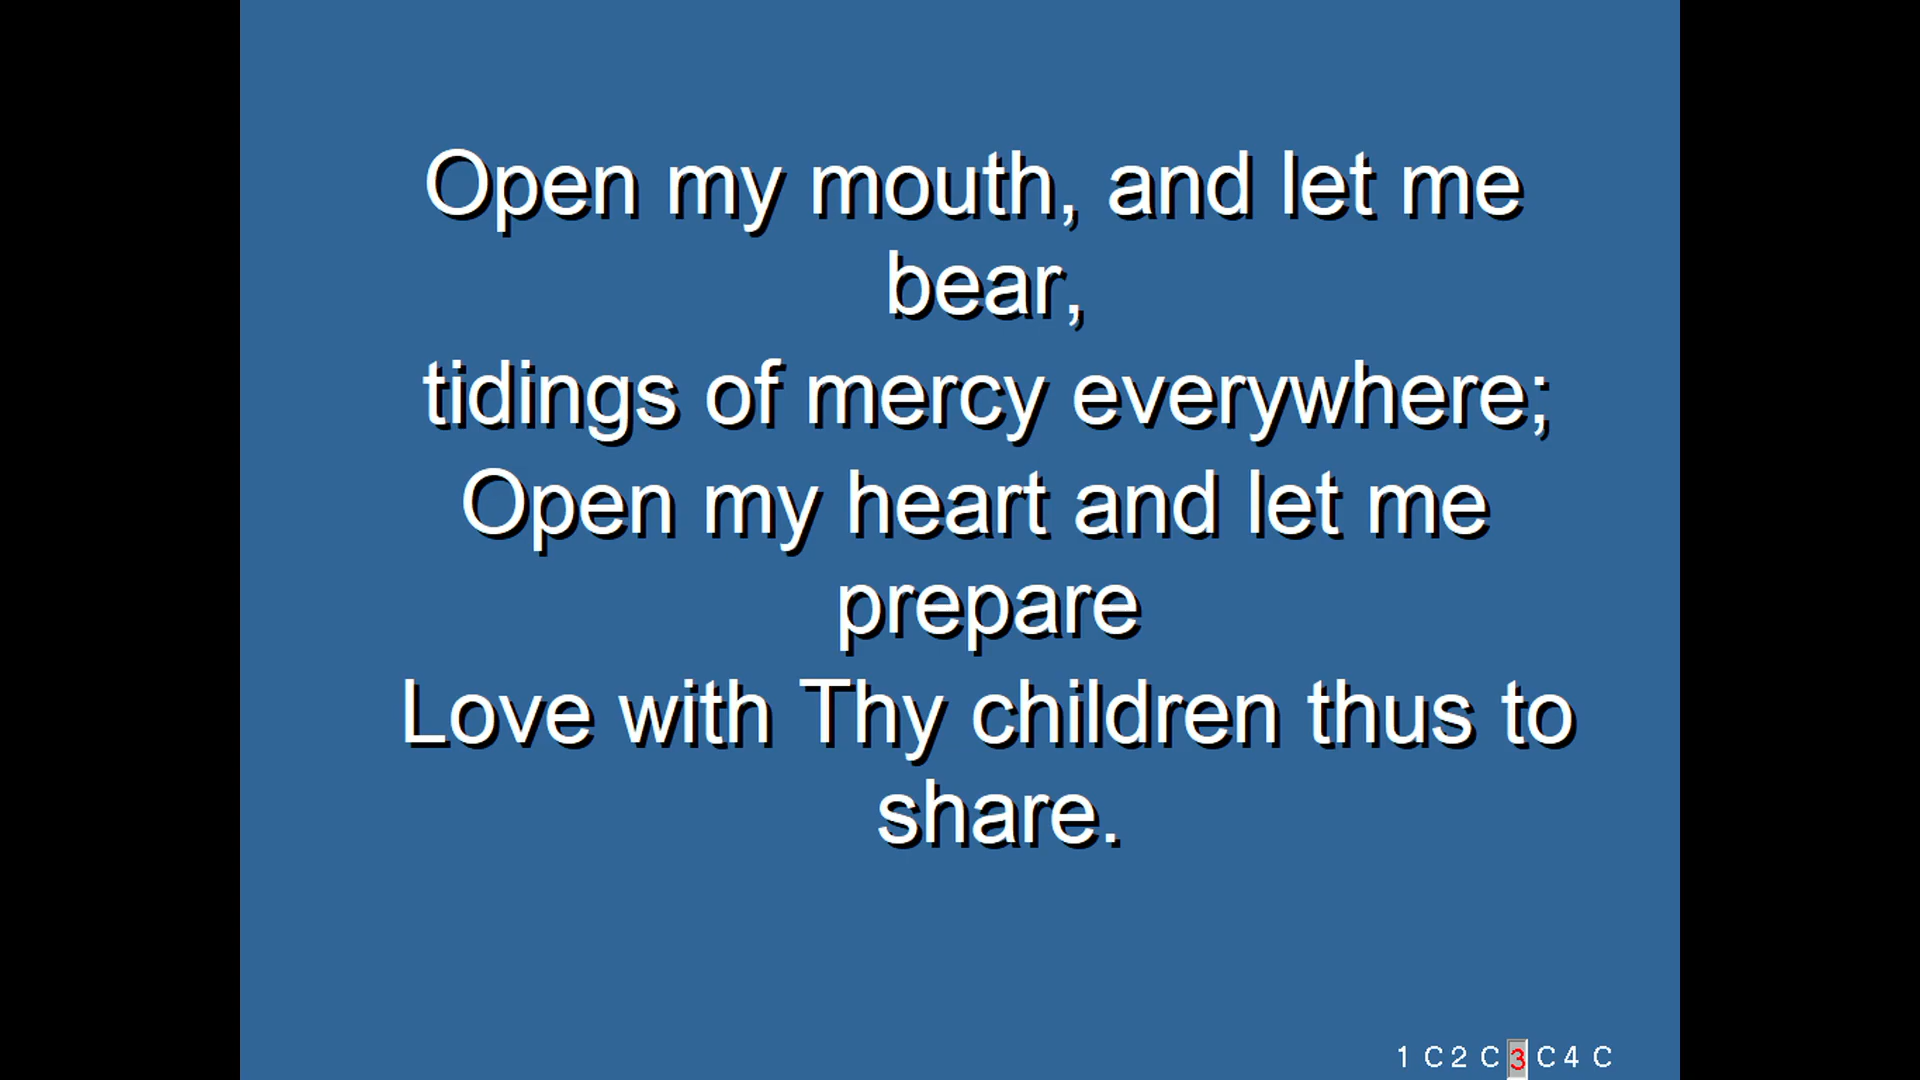 Open my mouth, and let me
bear,
tidings of mercy everywhere;
Open my heart and let me
prepare
Love with Thy children thus to
share.
1 C 2 C 3 C 4 C